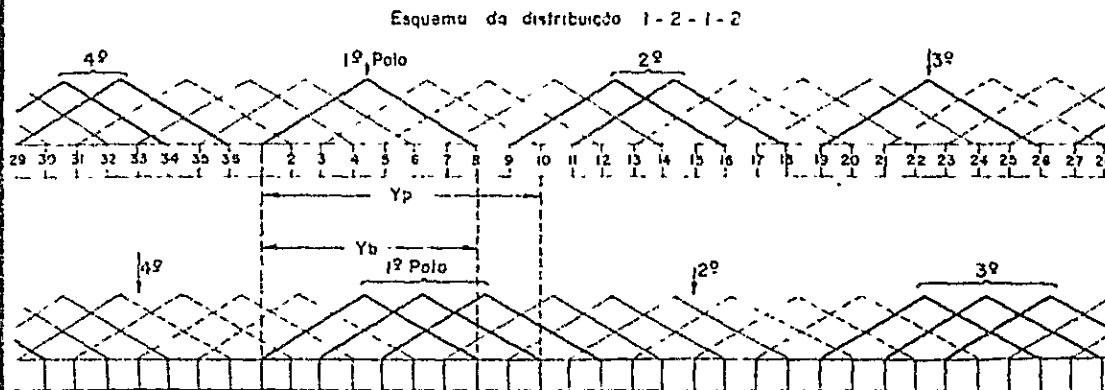 Esquema da distribuição 1-2-1-2
4º 1º Polo 2º 3º
29 30 31 32 33 34 35 36 2 3 4 5 6 7 8 9 10 11 12 13 14 15 16 17 18 19 20 21 22 23 24 25 26 27
Yp
Yb
4º 1º Polo 2º 3º